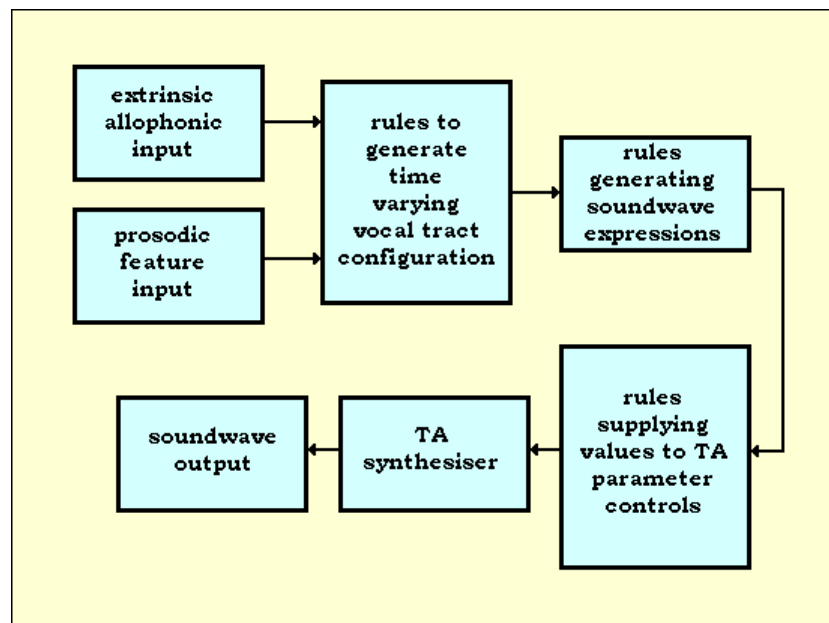 extrinsic
allophonic
input
prosodic
feature
input
rules to
generate
time
varying
vocal tract
configuration
rules
generating
soundwave
expressions
rules
supplying
values to TA
parameter
controls
TA
synthesiser
soundwave
output